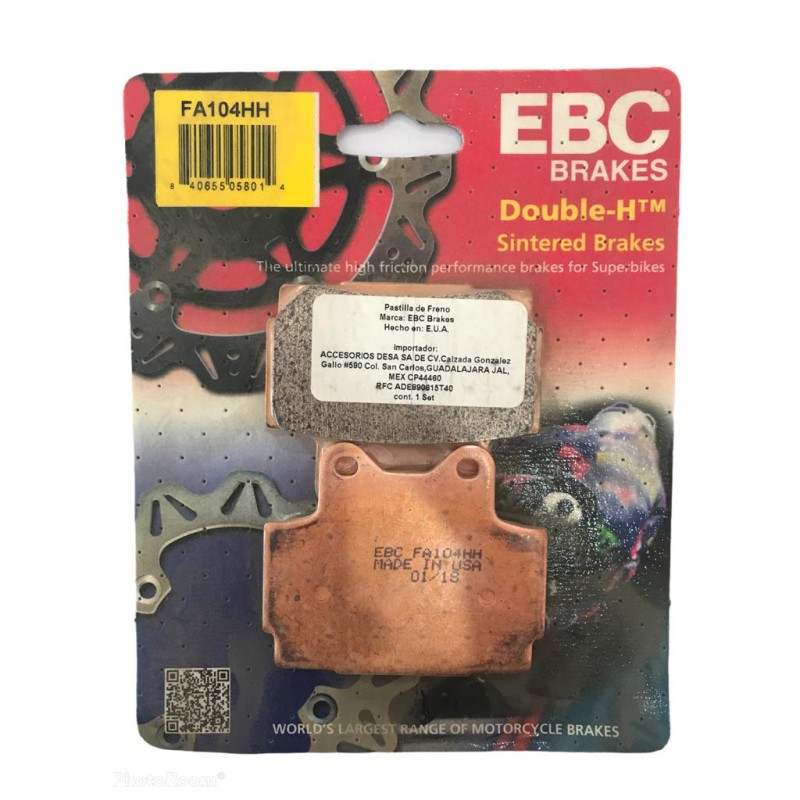 FA104HH
8 40655 05801 4
EBC
BRAKES
Double-H™
Sintered Brakes
The ultimate high friction performance brakes for Superbikes
Pastilla de Freno
Marca: EBC Brakes
Hecho en: E.U.A.
Importador:
ACCESORIOS DESA SA DE CV.Calzada Gonzalez
Gallo #590 Col. San Carlos,GUADALAJARA JAL,
MEX CP44460
RFC ADE890815T40
cont. 1 Set
EBC FA104HH
MADE IN USA
01/18
WORLD'S LARGEST RANGE OF MOTORCYCLE BRAKES
PhotoRoom®